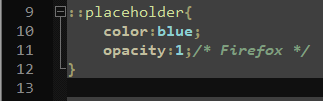 9 ::placeholder{
10 color:blue;
11 opacity:1;/* Firefox */
12 }
13